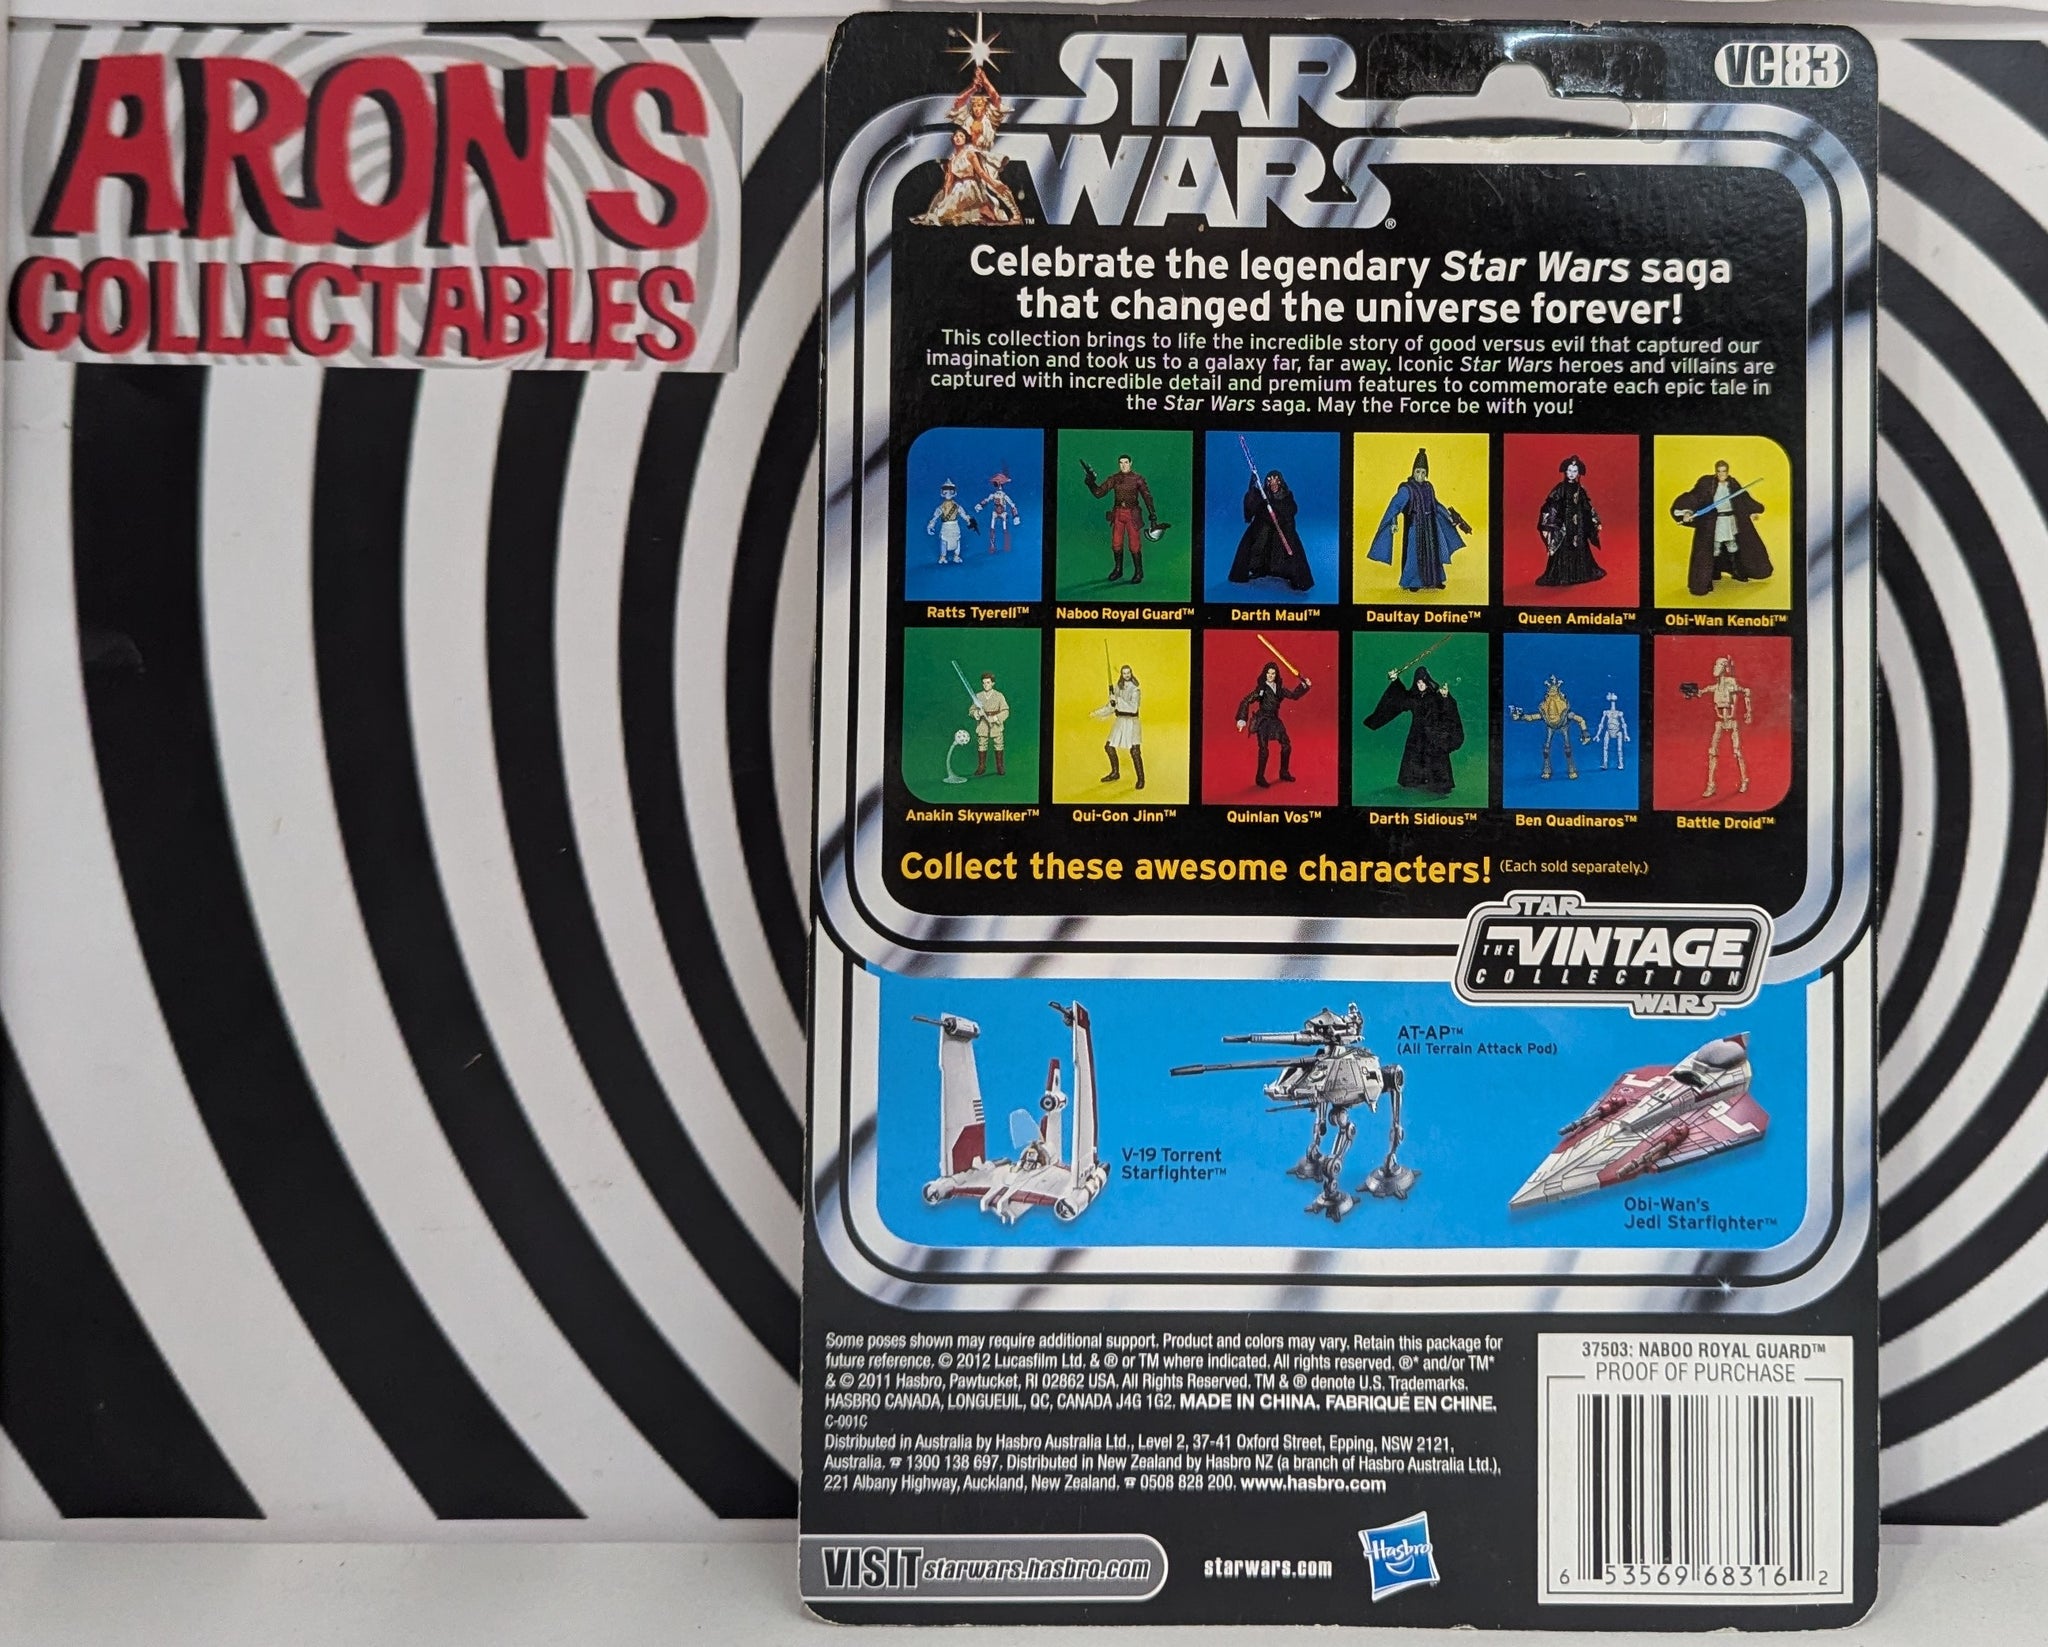 ARON'S
COLLECTABLES
STAR
WARS®
™
VC 83
Celebrate the legendary Star Wars saga
that changed the universe forever!
This collection brings to life the incredible story of good versus evil that captured our
imagination and took us to a galaxy far, far away. Iconic Star Wars heroes and villains are
captured with incredible detail and premium features to commemorate each epic tale in
the Star Wars saga. May the Force be with you!
Ratts Tyerell™ Naboo Royal Guard™ Darth Maul™ Daultay Dofine™ Queen Amidala™ Obi-Wan Kenobi™
Anakin Skywalker™ Qui-Gon Jinn™ Quinlan Vos™ Darth Sidious™ Ben Quadinaros™ Battle Droid™
Collect these awesome characters! (Each sold separately.)
STAR
THE VINTAGE
COLLECTION
WARS®
AT-AP™
(All Terrain Attack Pod)
V-19 Torrent
Starfighter™
Obi-Wan's
Jedi Starfighter™
Some poses shown may require additional support. Product and colors may vary. Retain this package for
future reference. © 2012 Lucasfilm Ltd. & ® or TM where indicated. All rights reserved. ®* and/or TM*
& © 2011 Hasbro, Pawtucket, RI 02862 USA. All Rights Reserved. TM & ® denote U.S. Trademarks.
HASBRO CANADA, LONGUEUIL, QC, CANADA J4G 1G2. MADE IN CHINA. FABRIQUÉ EN CHINE.
C-001C
Distributed in Australia by Hasbro Australia Ltd., Level 2, 37-41 Oxford Street, Epping, NSW 2121,
Australia. ☎ 1300 138 697. Distributed in New Zealand by Hasbro NZ (a branch of Hasbro Australia Ltd.),
221 Albany Highway, Auckland, New Zealand. ☎ 0508 828 200. www.hasbro.com
VISIT starwars.hasbro.com
starwars.com
Hasbro
37503: NABOO ROYAL GUARD™
PROOF OF PURCHASE
6 53569 68316 2